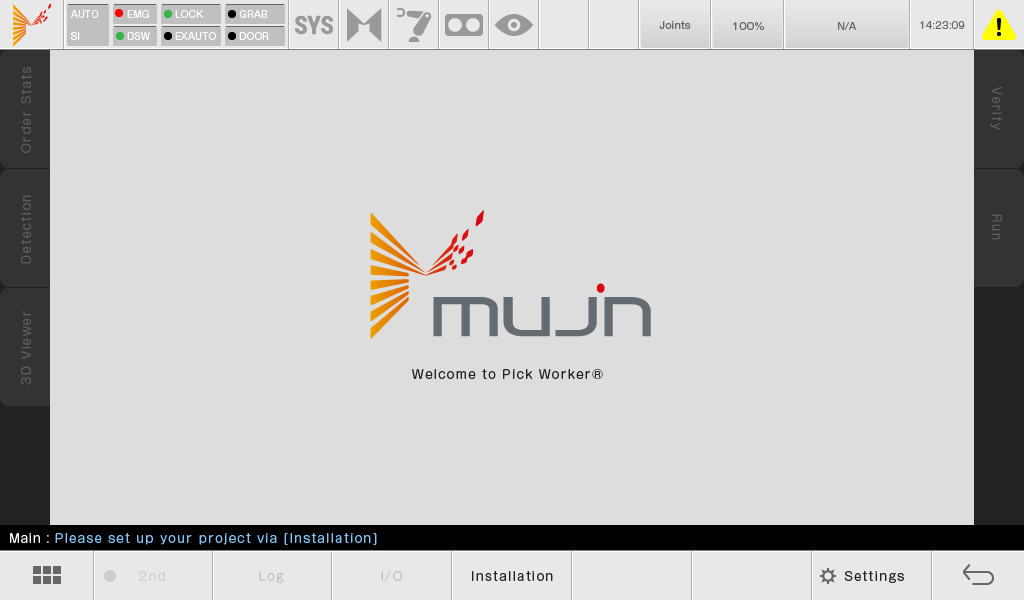 AUTO
SI
EMG
DSW
LOCK
EXAUTO
GRAB
DOOR
SYS
Joints
100%
N/A
14:23:09
Order Stats
Detection
3D Viewer
Verify
Run
mujin
Welcome to Pick Worker®
Main : Please set up your project via [Installation]
2nd
Log
I/O
Installation
Settings